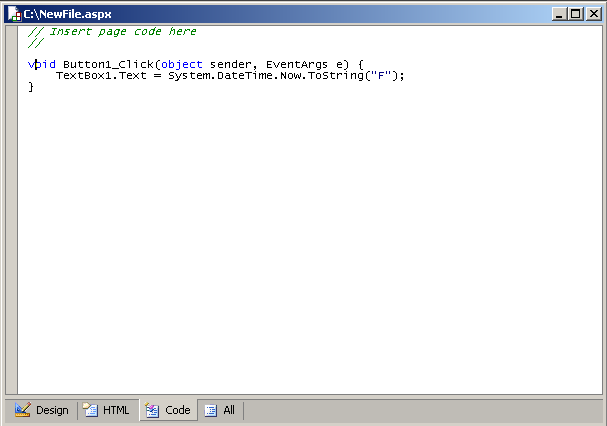 C:\NewFile.aspx
// Insert page code here
//
void Button1_Click(object sender, EventArgs e) {
    TextBox1.Text = System.DateTime.Now.ToString("F");
}
Design HTML Code All